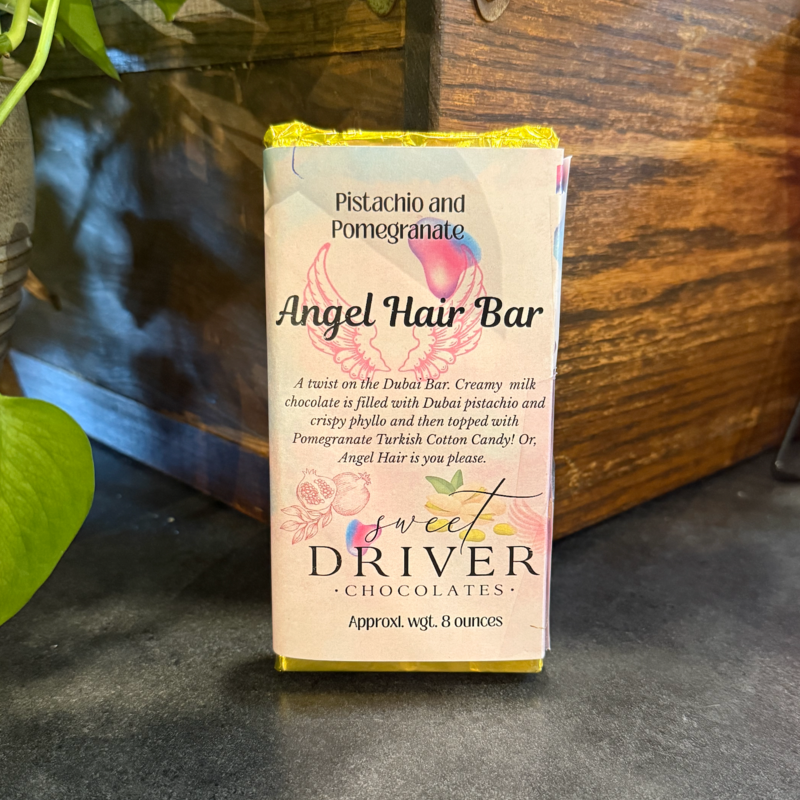 Pistachio and
Pomegranate
Angel Hair Bar
A twist on the Dubai Bar. Creamy milk
chocolate is filled with Dubai pistachio and
crispy phyllo and then topped with
Pomegranate Turkish Cotton Candy! Or,
Angel Hair is you please.
sweet
DRIVER
·CHOCOLATES·
Approxl. wgt. 8 ounces